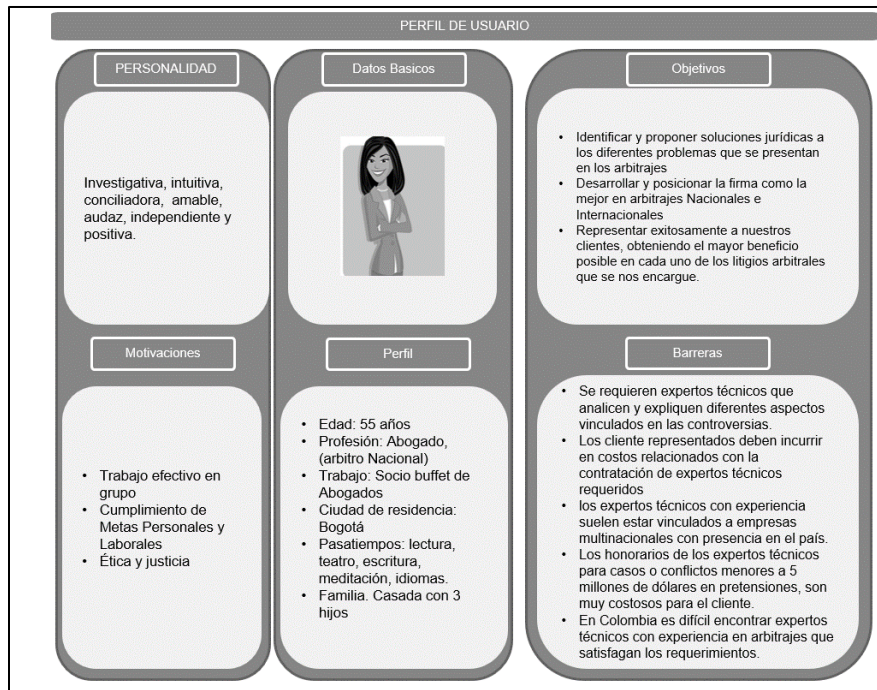 PERFIL DE USUARIO
PERSONALIDAD
Investigativa, intuitiva,
conciliadora, amable,
audaz, independiente y
positiva.
Motivaciones
• Trabajo efectivo en
grupo
• Cumplimiento de
Metas Personales y
Laborales
• Ética y justicia
Datos Basicos
Perfil
• Edad: 55 años
• Profesión: Abogado,
(arbitro Nacional)
• Trabajo: Socio buffet de
Abogados
• Ciudad de residencia:
Bogotá
• Pasatiempos: lectura,
teatro, escritura,
meditación, idiomas.
• Familia. Casada con 3
hijos
Objetivos
• Identificar y proponer soluciones jurídicas a
los diferentes problemas que se presentan
en los arbitrajes
• Desarrollar y posicionar la firma como la
mejor en arbitrajes Nacionales e
Internacionales
• Representar exitosamente a nuestros
clientes, obteniendo el mayor beneficio
posible en cada uno de los litigios arbitrales
que se nos encargue.
Barreras
• Se requieren expertos técnicos que
analicen y expliquen diferentes aspectos
vinculados en las controversias.
• Los cliente representados deben incurrir
en costos relacionados con la
contratación de expertos técnicos
requeridos
• los expertos técnicos con experiencia
suelen estar vinculados a empresas
multinacionales con presencia en el país.
• Los honorarios de los expertos técnicos
para casos o conflictos menores a 5
millones de dólares en pretensiones, son
muy costosos para el cliente.
• En Colombia es difícil encontrar expertos
técnicos con experiencia en arbitrajes que
satisfagan los requerimientos.